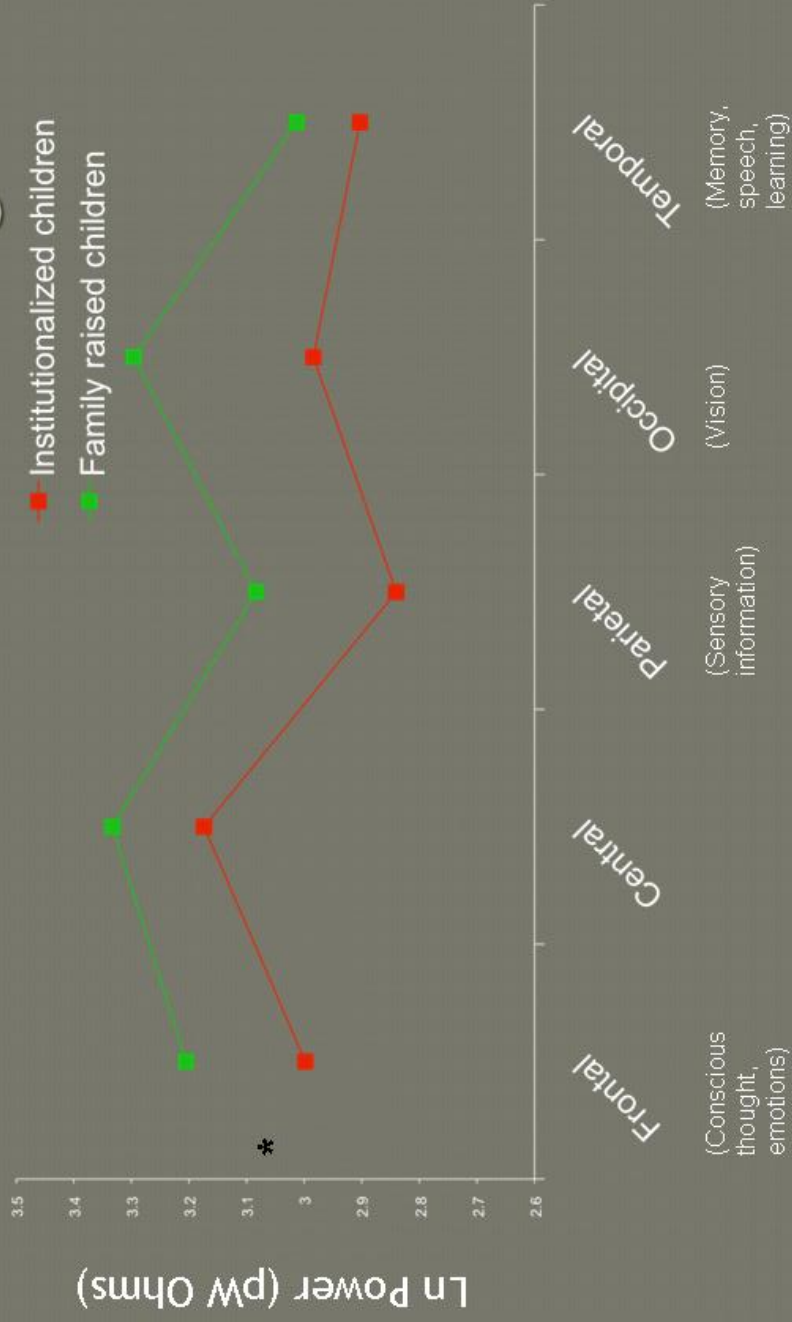 Institutionalized children
Family raised children
Ln Power (pW Ohms)
3.5
3.4
3.3
3.2
3.1
3
2.9
2.8
2.7
2.6
*
Frontal
Central
Parietal
Occipital
Temporal
(Conscious
thought,
emotions)
(Sensory
information)
(Vision)
(Memory,
speech,
learning)